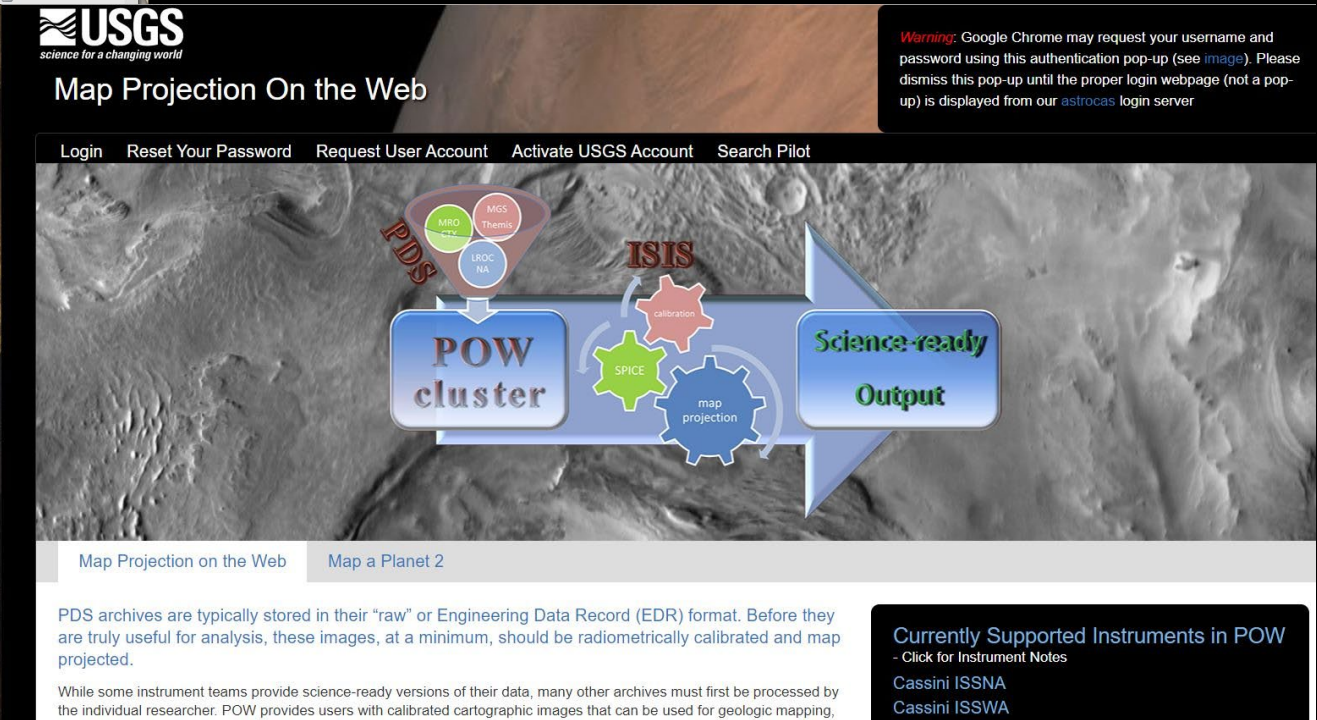 USGS
science for a changing world
Map Projection On the Web
Warning: Google Chrome may request your username and
password using this authentication pop-up (see image). Please
dismiss this pop-up until the proper login webpage (not a pop-
up) is displayed from our astrocas login server
Login Reset Your Password Request User Account Activate USGS Account Search Pilot
PDS
MRO
CTX
MGS
Themis
LROC
NA
ISIS
calibration
SPICE
map
projection
POW
cluster
Science-ready
Output
Map Projection on the Web Map a Planet 2
PDS archives are typically stored in their “raw” or Engineering Data Record (EDR) format. Before they
are truly useful for analysis, these images, at a minimum, should be radiometrically calibrated and map
projected.
While some instrument teams provide science-ready versions of their data, many other archives must first be processed by
the individual researcher. POW provides users with calibrated cartographic images that can be used for geologic mapping,
Currently Supported Instruments in POW
- Click for Instrument Notes
Cassini ISSNA
Cassini ISSWA